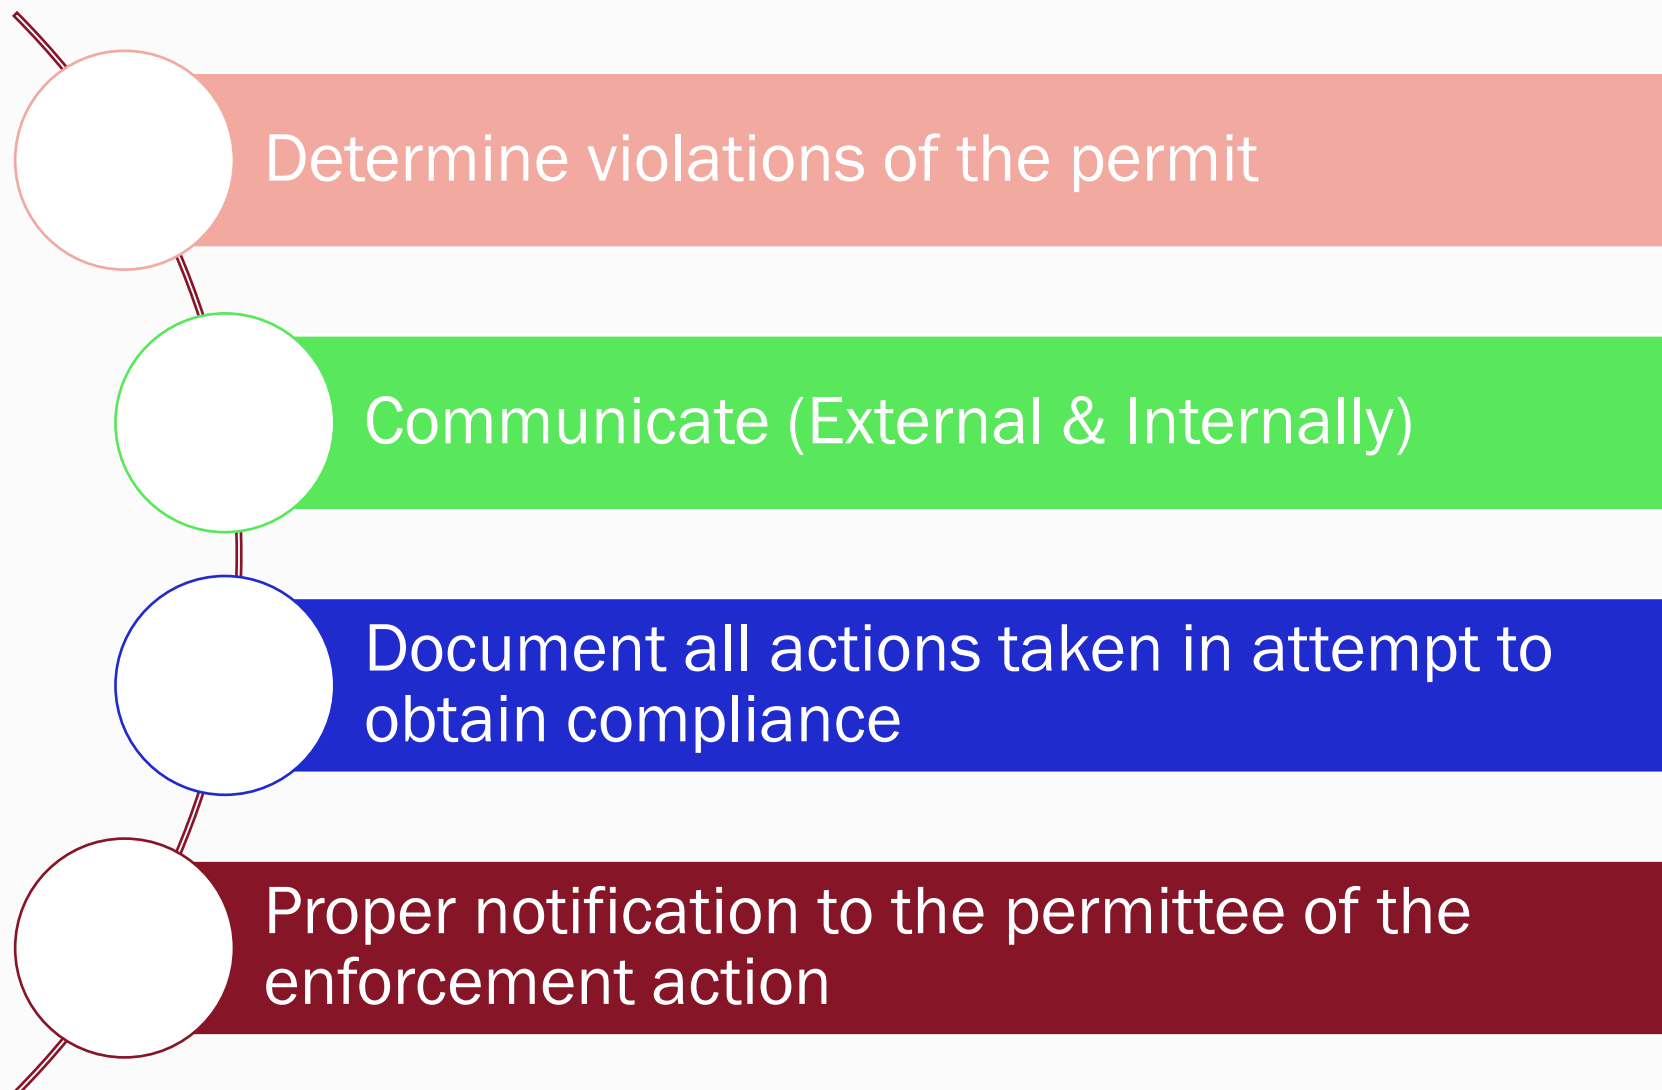 Determine violations of the permit
Communicate (External & Internally)
Document all actions taken in attempt to
obtain compliance
Proper notification to the permittee of the
enforcement action